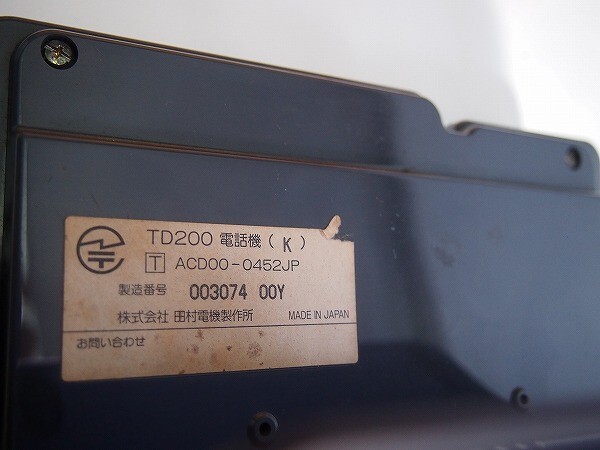 TD200 電話機 ( K )
T ACD00-0452JP
製造番号 003074 00Y
株式会社 田村電機製作所 MADE IN JAPAN
お問い合わせ